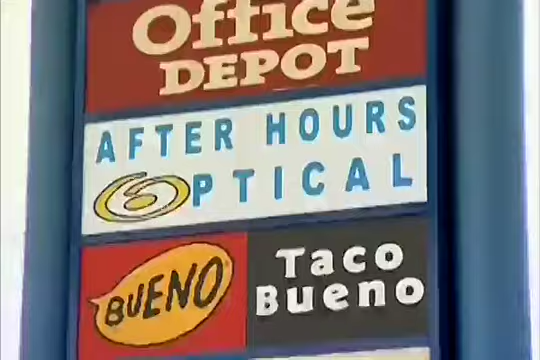 Office
DEPOT
AFTER HOURS
OPTICAL
BUENO
Taco
Bueno